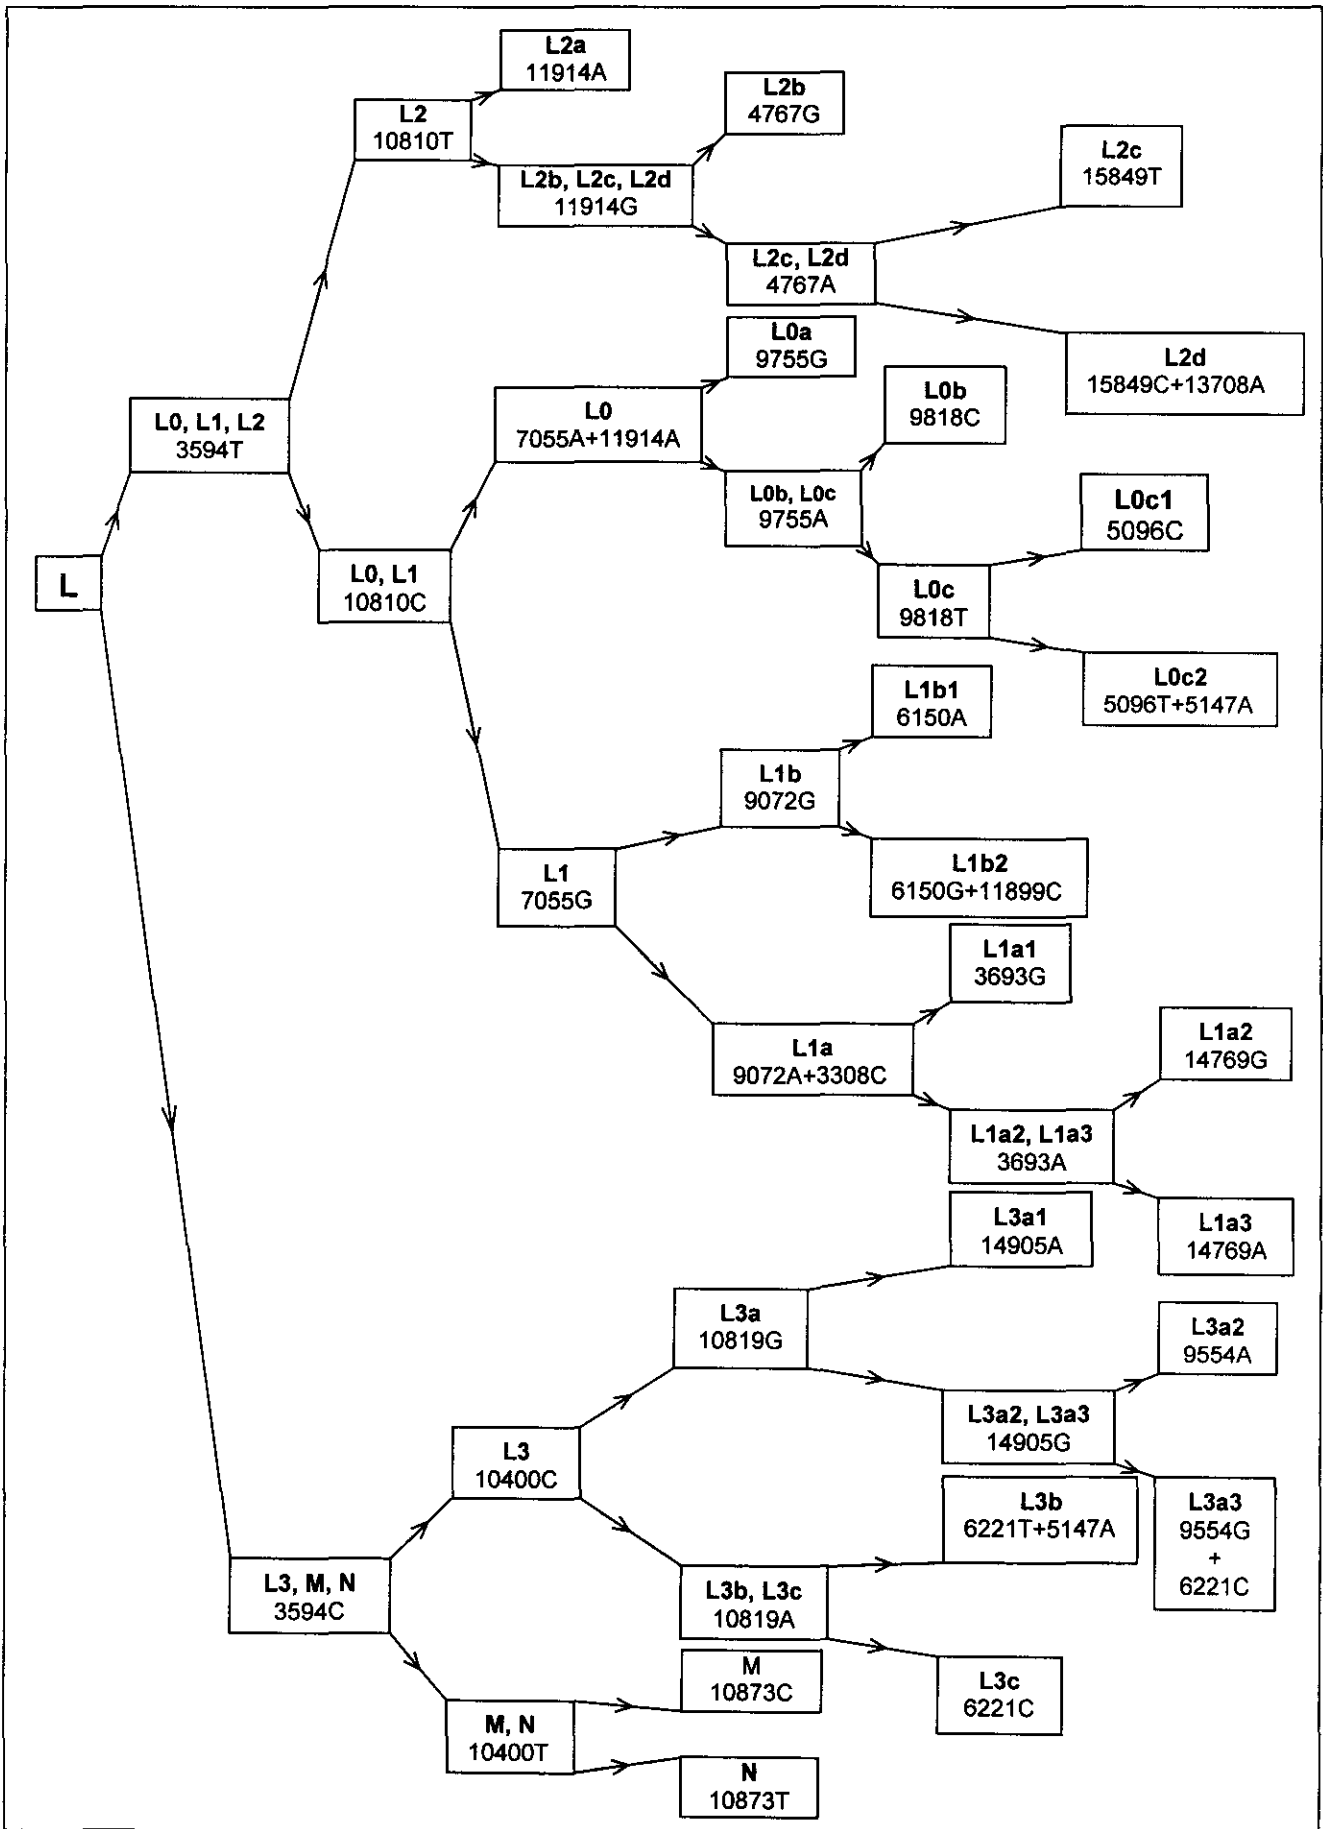 L2a
11914A
L2b
4767G
L2
10810T
L2c
15849T
L2b, L2c, L2d
11914G
L2c, L2d
4767A
L0a
9755G
L2d
15849C+13708A
L0b
9818C
L0
7055A+11914A
L0, L1, L2
3594T
L0b, L0c
9755A
L0c1
5096C
L
L0, L1
10810C
L0c
9818T
L0c2
5096T+5147A
L1b1
6150A
L1b
9072G
L1
7055G
L1b2
6150G+11899C
L1a1
3693G
L1a2
14769G
L1a
9072A+3308C
L1a2, L1a3
3693A
L3a1
14905A
L1a3
14769A
L3a
10819G
L3a2
9554A
L3a2, L3a3
14905G
L3
10400C
L3b
6221T+5147A
L3a3
9554G
+
6221C
L3, M, N
3594C
L3b, L3c
10819A
M
10873C
L3c
6221C
M, N
10400T
N
10873T